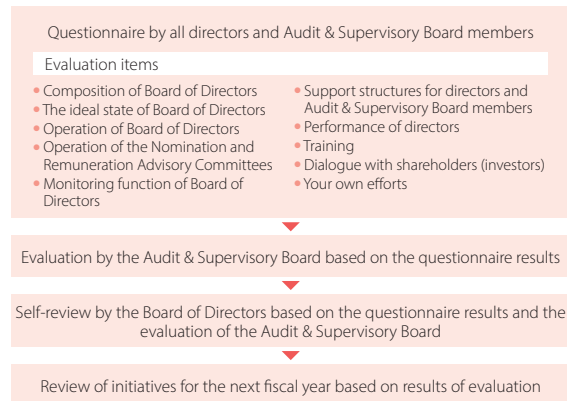 Questionnaire by all directors and Audit & Supervisory Board members
Evaluation items
• Composition of Board of Directors
• The ideal state of Board of Directors
• Operation of Board of Directors
• Operation of the Nomination and
Remuneration Advisory Committees
• Monitoring function of Board of
Directors
• Support structures for directors and
Audit & Supervisory Board members
• Performance of directors
• Training
• Dialogue with shareholders (investors)
• Your own efforts
Evaluation by the Audit & Supervisory Board based on the questionnaire results
Self-review by the Board of Directors based on the questionnaire results and the
evaluation of the Audit & Supervisory Board
Review of initiatives for the next fiscal year based on results of evaluation